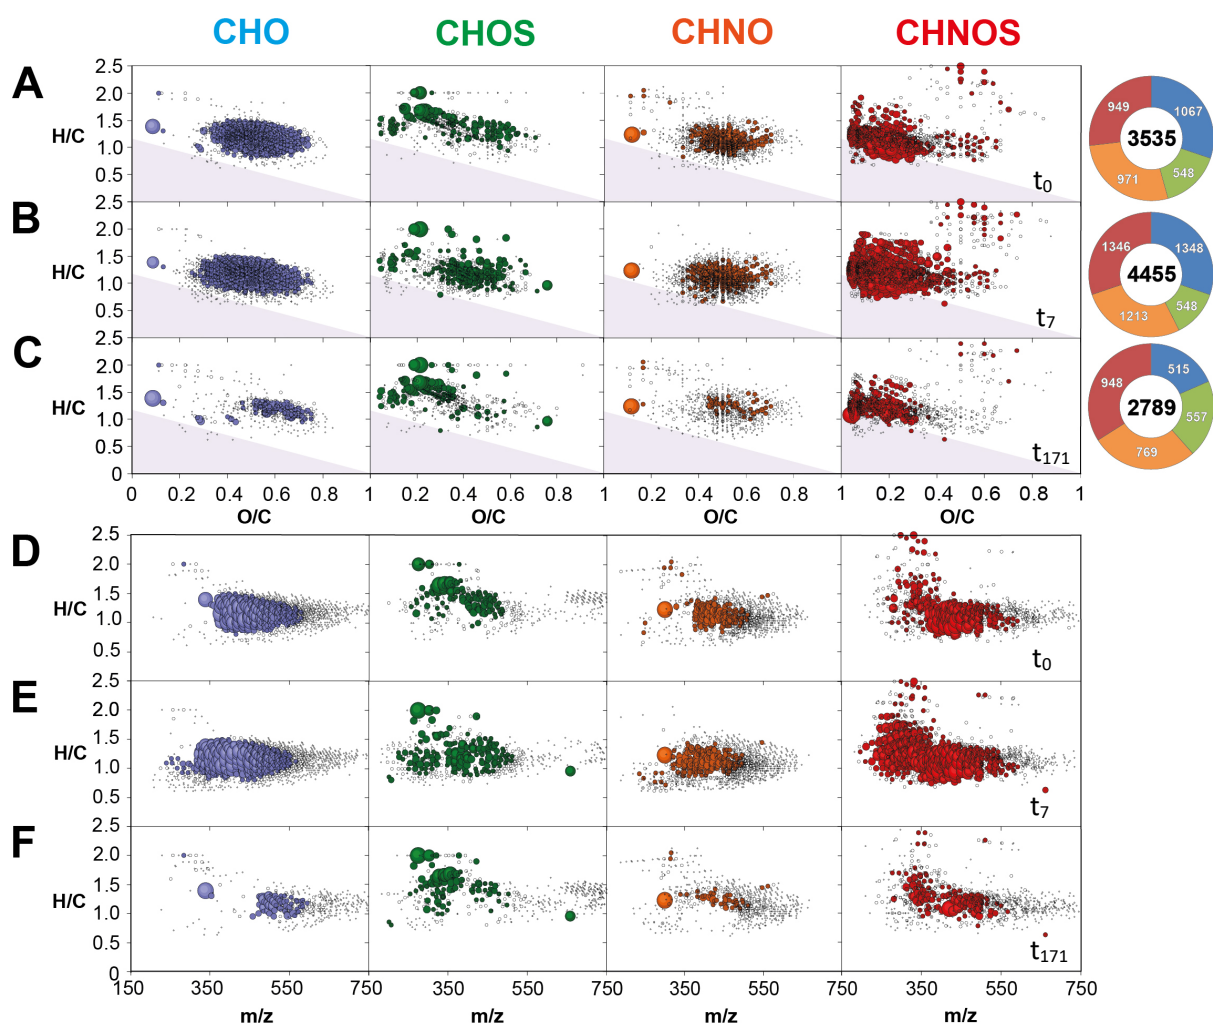 CHO CHOS CHNO CHNOS
A
2.5
2.0
1.5
H/C
1.0
0.5
t0
949 1067
3535
971 548
B
2.5
2.0
1.5
H/C
1.0
0.5
t7
1346 1348
4455
1213 548
C
2.5
2.0
1.5
H/C
1.0
0.5
0
t171
948 515
2789
557
769
0 0.2 0.4 0.6 0.8 1 0.2 0.4 0.6 0.8 1 0.2 0.4 0.6 0.8 1 0.2 0.4 0.6 0.8 1
O/C O/C O/C O/C
D
2.5
2.0
1.5
H/C
1.0
0.5
t0
E
2.5
2.0
1.5
H/C
1.0
0.5
t7
F
2.5
2.0
1.5
H/C
1.0
0.5
0
t171
150 350 550 750 350 550 750 350 550 750 350 550 750
m/z m/z m/z m/z